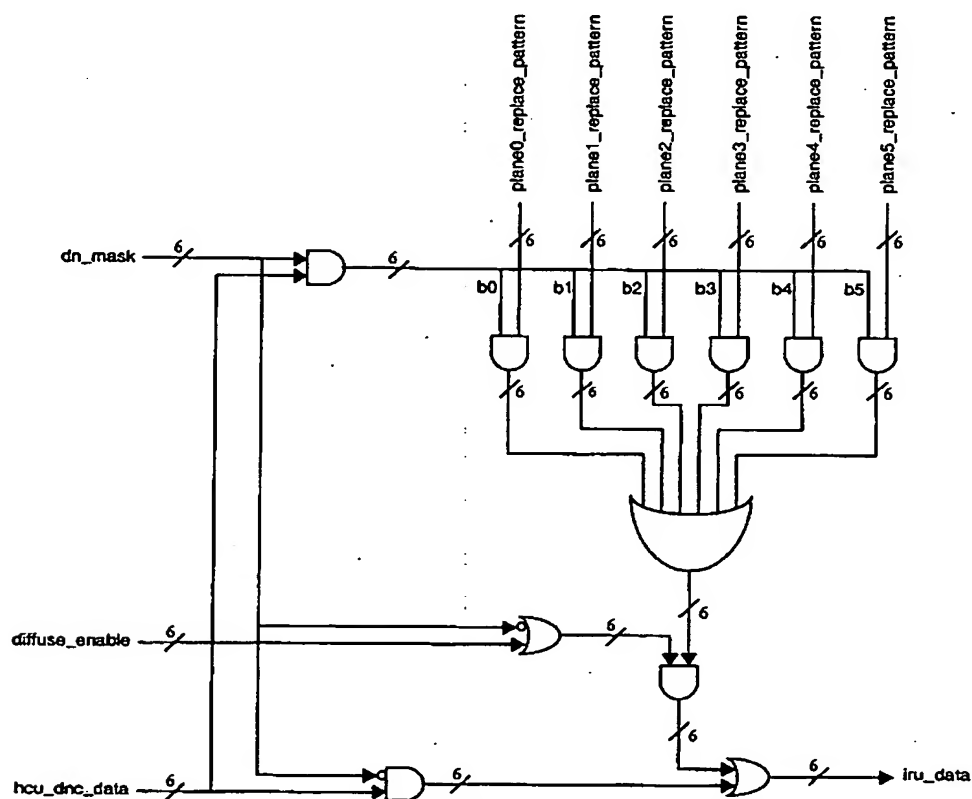 plane0_replace_pattern
plane1_replace_pattern
plane2_replace_pattern
plane3_replace_pattern
plane4_replace_pattern
plane5_replace_pattern
6
6
6
6
6
6
dn_mask
6
6
b0
b1
b2
b3
b4
b5
6
6
6
6
6
6
6
diffuse_enable
6
6
6
hcu_dnc_data
6
6
6
iru_data